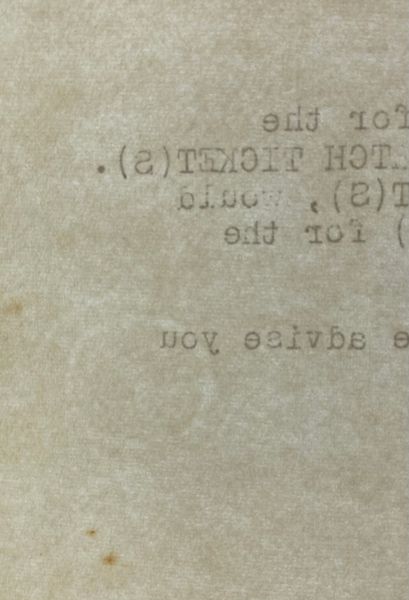 for the
TCH TICKET(S).
T(S), would
) for the
e advise you